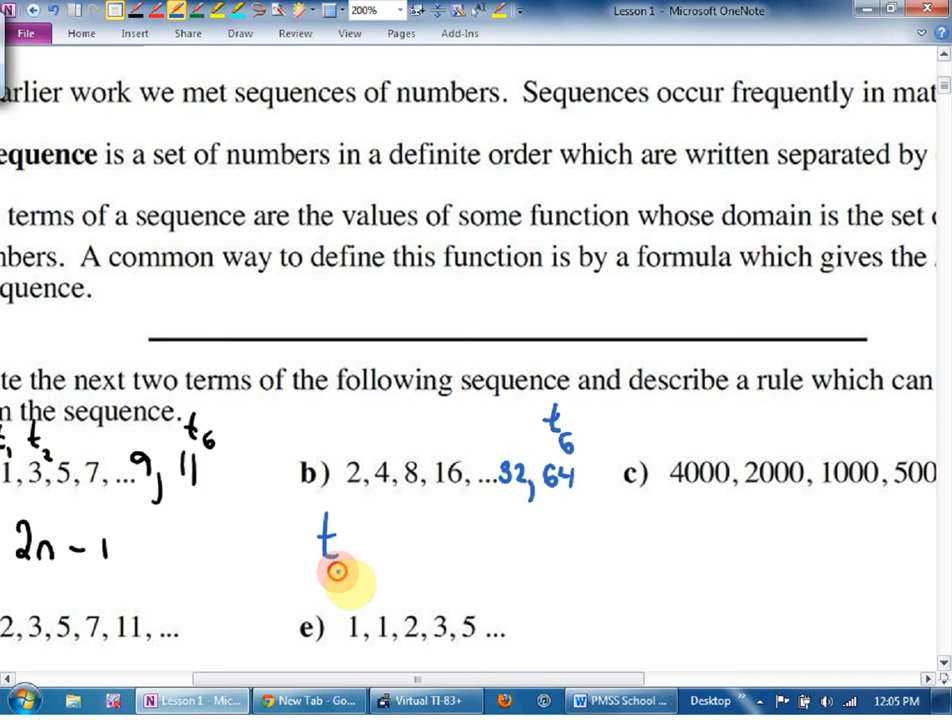 200% Lesson 1 - Microsoft OneNote
File Home Insert Share Draw Review View Pages Add-Ins
arlier work we met sequences of numbers. Sequences occur frequently in mat
equence is a set of numbers in a definite order which are written separated by
terms of a sequence are the values of some function whose domain is the set
nbers. A common way to define this function is by a formula which gives the
quence.
te the next two terms of the following sequence and describe a rule which can
m the sequence. t6 t6
t1 t2
1, 3, 5, 7, ... 9, 11 b) 2, 4, 8, 16, ...32, 64 c) 4000, 2000, 1000, 500
2n - 1 t
2, 3, 5, 7, 11, ... e) 1, 1, 2, 3, 5 ...
Lesson 1 - Mic... New Tab - Go... Virtual TI-83+ PMSS School ... Desktop 12:05 PM